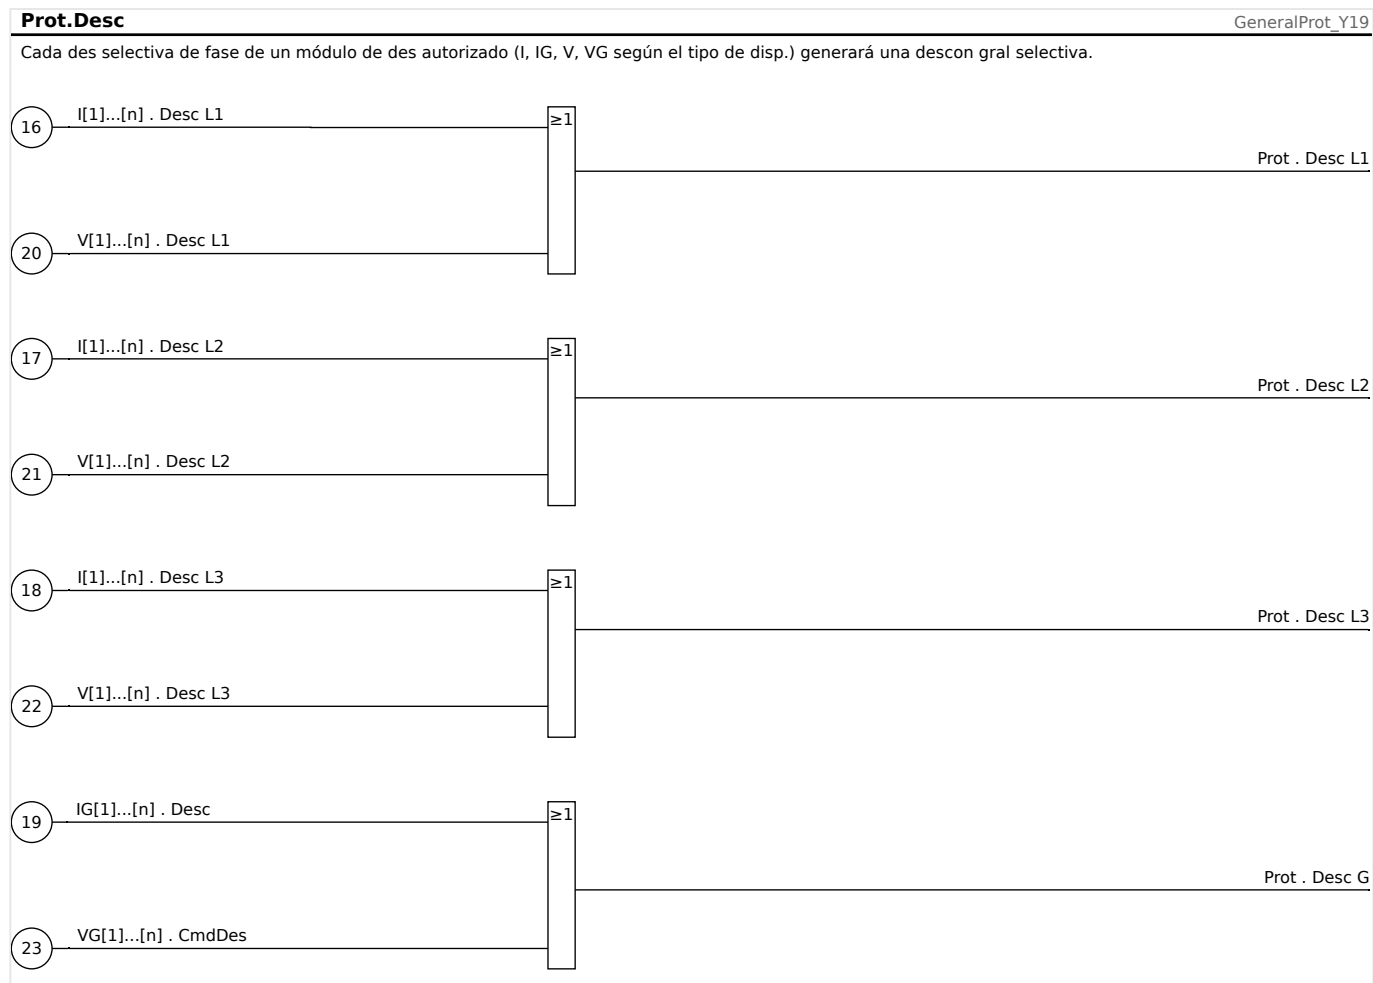 Prot.Desc
GeneralProt_Y19
Cada des selectiva de fase de un módulo de des autorizado (I, IG, V, VG según el tipo de disp.) generará una descon gral selectiva.
16
I[1]...[n] . Desc L1
≥1
Prot . Desc L1
20
V[1]...[n] . Desc L1
17
I[1]...[n] . Desc L2
≥1
Prot . Desc L2
21
V[1]...[n] . Desc L2
18
I[1]...[n] . Desc L3
≥1
Prot . Desc L3
22
V[1]...[n] . Desc L3
19
IG[1]...[n] . Desc
≥1
Prot . Desc G
23
VG[1]...[n] . CmdDes